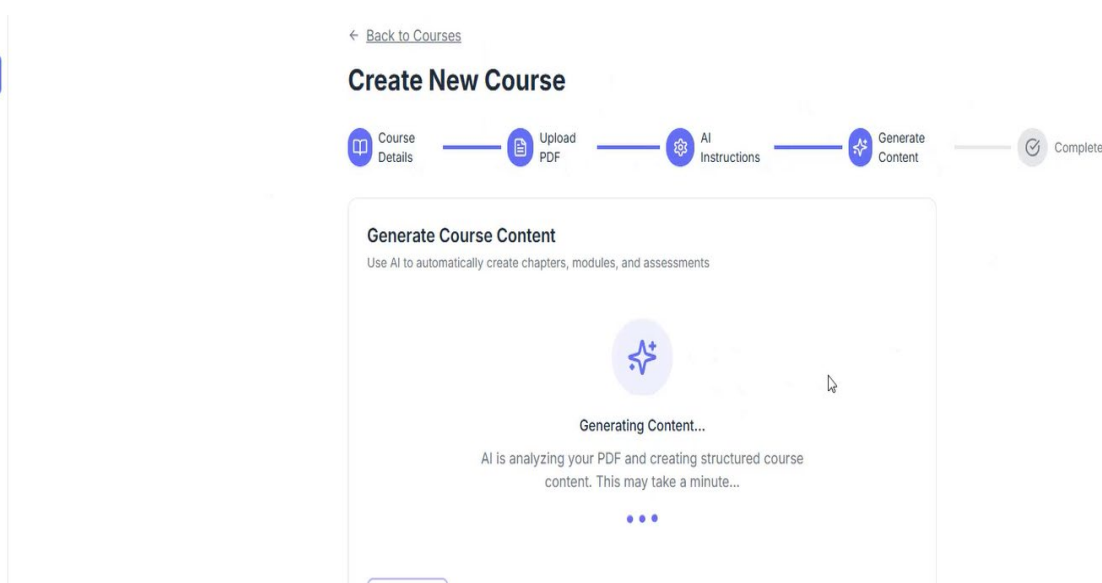 ← Back to Courses
Create New Course
Course
Details
Upload
PDF
AI
Instructions
Generate
Content
Complete
Generate Course Content
Use AI to automatically create chapters, modules, and assessments
Generating Content...
AI is analyzing your PDF and creating structured course
content. This may take a minute...